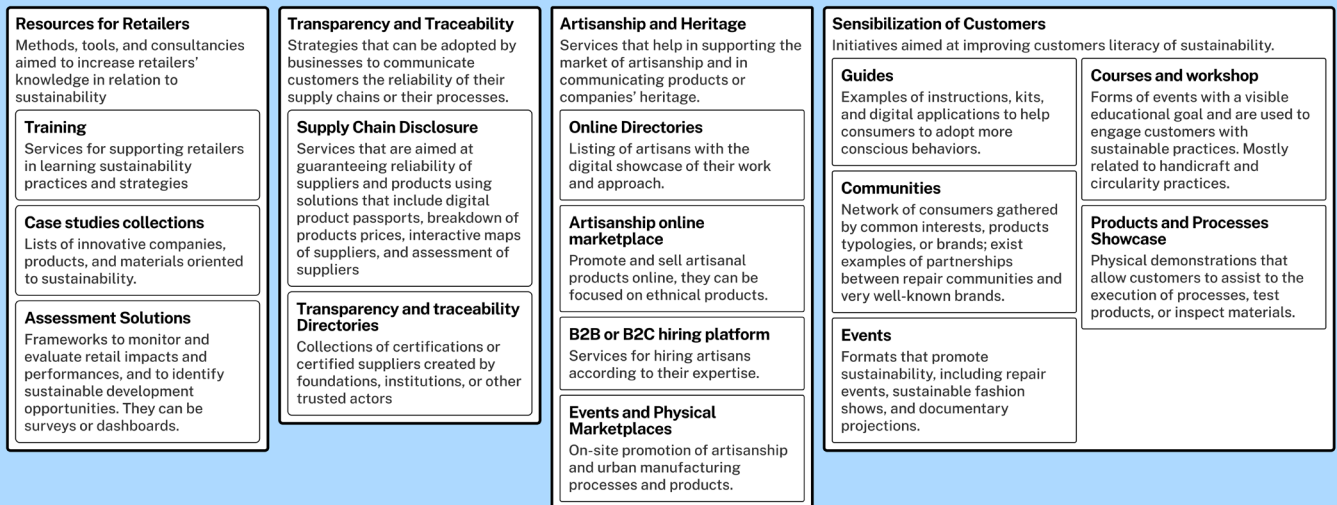 Resources for Retailers
Methods, tools, and consultancies
aimed to increase retailers'
knowledge in relation to
sustainability
Training
Services for supporting retailers
in learning sustainability
practices and strategies
Case studies collections
Lists of innovative companies,
products, and materials oriented
to sustainability.
Assessment Solutions
Frameworks to monitor and
evaluate retail impacts and
performances, and to identify
sustainable development
opportunities. They can be
surveys or dashboards.
Transparency and Traceability
Strategies that can be adopted by
businesses to communicate
customers the reliability of their
supply chains or their processes.
Supply Chain Disclosure
Services that are aimed at
guaranteeing reliability of
suppliers and products using
solutions that include digital
product passports, breakdown of
products prices, interactive maps
of suppliers, and assessment of
suppliers
Transparency and traceability
Directories
Collections of certifications or
certified suppliers created by
foundations, institutions, or other
trusted actors
Artisanship and Heritage
Services that help in supporting the
market of artisanship and in
communicating products or
companies' heritage.
Online Directories
Listing of artisans with the
digital showcase of their work
and approach.
Artisanship online
marketplace
Promote and sell artisanal
products online, they can be
focused on ethnical products.
B2B or B2C hiring platform
Services for hiring artisans
according to their expertise.
Events and Physical
Marketplaces
On-site promotion of artisanship
and urban manufacturing
processes and products.
Sensibilization of Customers
Initiatives aimed at improving customers literacy of sustainability.
Guides
Examples of instructions, kits,
and digital applications to help
consumers to adopt more
conscious behaviors.
Communities
Network of consumers gathered
by common interests, products
typologies, or brands; exist
examples of partnerships
between repair communities and
very well-known brands.
Events
Formats that promote
sustainability, including repair
events, sustainable fashion
shows, and documentary
projections.
Courses and workshop
Forms of events with a visible
educational goal and are used to
engage customers with
sustainable practices. Mostly
related to handicraft and
circularity practices.
Products and Processes
Showcase
Physical demonstrations that
allow customers to assist to the
execution of processes, test
products, or inspect materials.